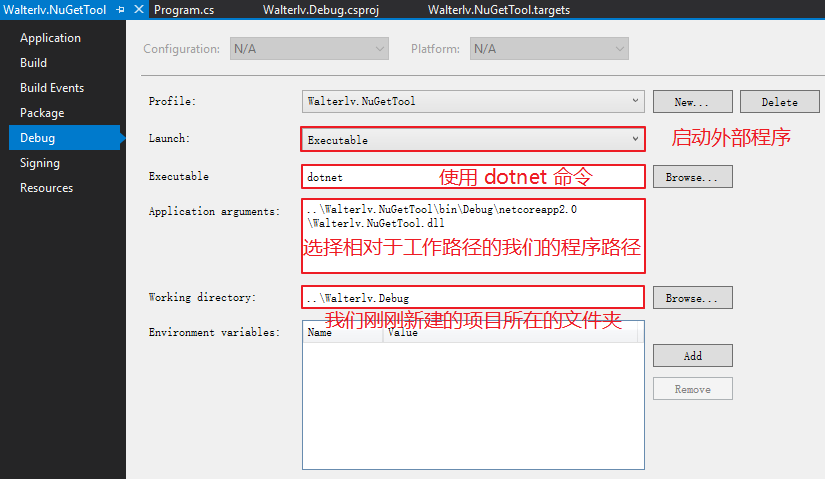 Walterlv.NuGetTool
Program.cs
Walterlv.Debug.csproj
Walterlv.NuGetTool.targets
Application
Build
Build Events
Package
Debug
Signing
Resources
Configuration: N/A
Platform: N/A
Profile: Walterlv.NuGetTool
New...
Delete
Launch: Executable
启动外部程序
Executable dotnet
使用 dotnet 命令
Browse...
Application arguments: ..\Walterlv.NuGetTool\bin\Debug\netcoreapp2.0
\Walterlv.NuGetTool.dll
选择相对于工作路径的我们的程序路径
Working directory: ..\Walterlv.Debug
Browse...
我们刚刚新建的项目所在的文件夹
Environment variables: Name Value
Add
Remove